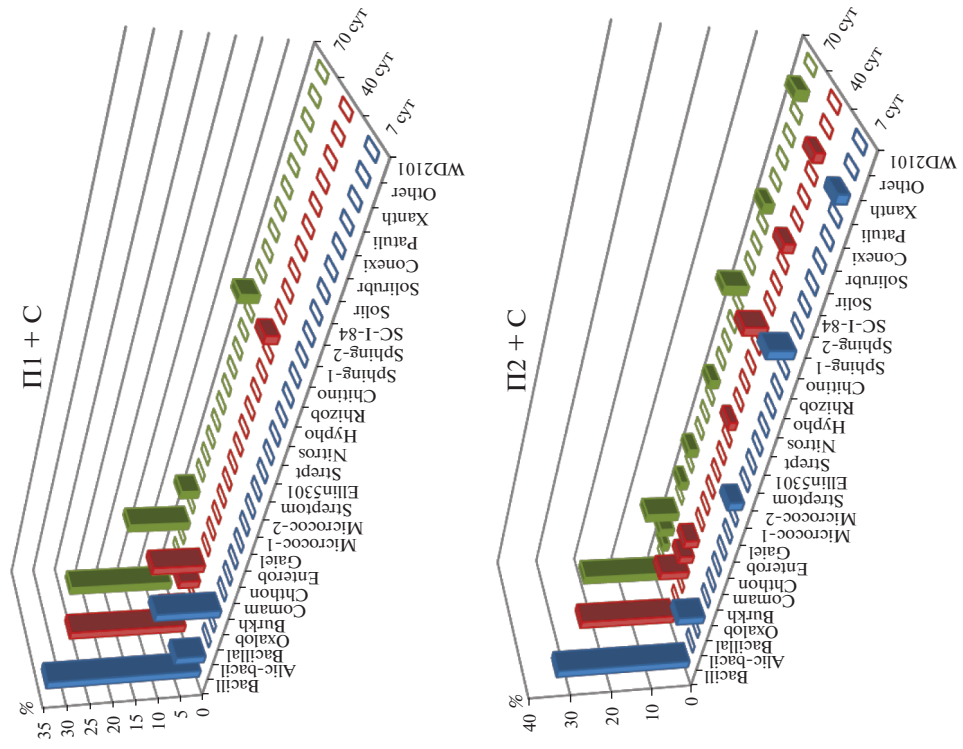 П1 + С
%
35
30
25
20
15
10
5
0
Bacill
Alic-bacil
Bacillal
Oxalob
Burkh
Comam
Chthon
Enterob
Gaiel
Micrococ-1
Micrococ-2
Streptom
Ellin5301
Strept
Nitros
Hypho
Rhizob
Chitino
Sphing-1
Sphing-2
SC-I-84
Solir
Solirubr
Conexi
Patuli
Xanth
Other
WD2101
7 сут
40 сут
70 сут
П2 + С
%
40
30
20
10
0
Bacill
Alic-bacil
Bacillal
Oxalob
Burkh
Comam
Chthon
Enterob
Gaiel
Micrococ-1
Micrococ-2
Streptom
Ellin5301
Strept
Nitros
Hypho
Rhizob
Chitino
Sphing-1
Sphing-2
SC-I-84
Solir
Solirubr
Conexi
Patuli
Xanth
Other
WD2101
7 сут
40 сут
70 сут